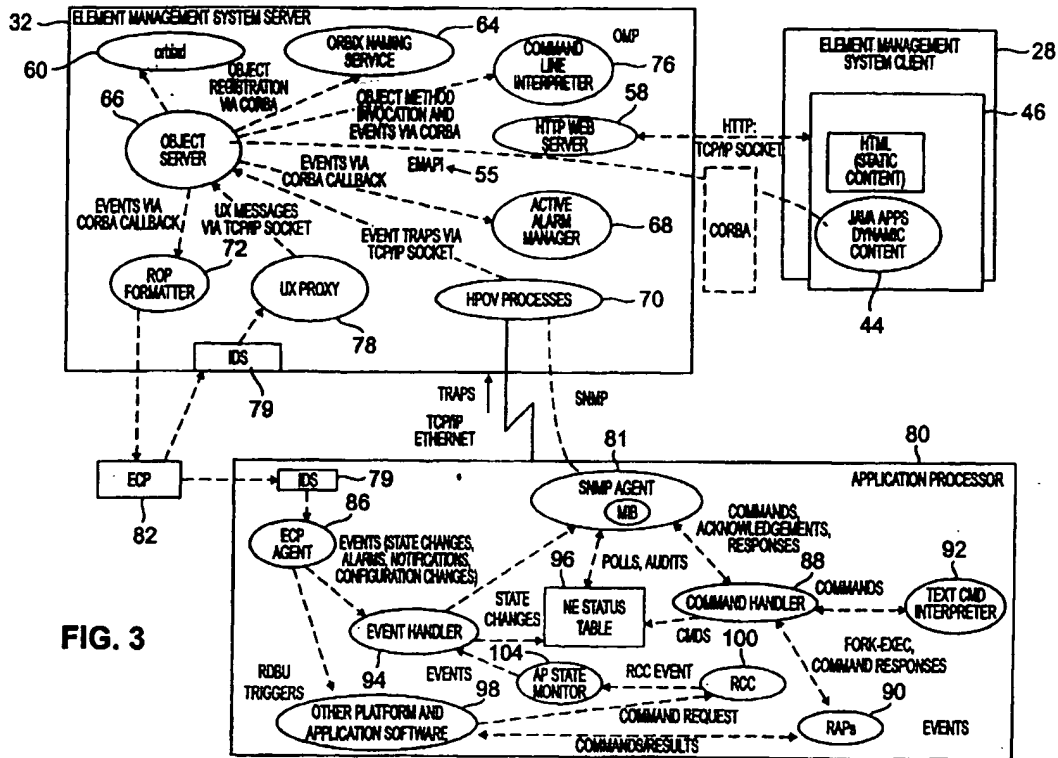 32
ELEMENT MANAGEMENT SYSTEM SERVER
60
orbixd
ORBIX NAMING
SERVICE
64
OMP
COMMAND
LINE
INTERPRETER
76
OBJECT
REGISTRATION
VIA CORBA
66
OBJECT
SERVER
OBJECT METHOD
INVOCATION AND
EVENTS VIA CORBA
58
HTTP WEB
SERVER
HTTP:
TCP/IP SOCKET
EVENTS VIA
CORBA CALLBACK
EMAPI
55
ELEMENT MANAGEMENT
SYSTEM CLIENT
28
46
HTML
(STATIC
CONTENT)
CORBA
JAVA APPS
DYNAMIC
CONTENT
44
EVENTS VIA
CORBA CALLBACK
UX MESSAGES
VIA TCP/IP SOCKET
EVENT TRAPS VIA
TCP/IP SOCKET
ACTIVE
ALARM
MANAGER
68
72
ROP
FORMATTER
UX PROXY
78
HPOV PROCESSES
70
IDS
79
TRAPS
TCP/IP
ETHERNET
SNMP
ECP
82
80
APPLICATION PROCESSOR
IDS
79
81
SNMP AGENT
MIB
86
ECP
AGENT
EVENTS (STATE CHANGES,
ALARMS, NOTIFICATIONS,
CONFIGURATION CHANGES)
COMMANDS,
ACKNOWLEDGEMENTS,
RESPONSES
96
POLLS, AUDITS
88
92
COMMAND HANDLER
COMMANDS
TEXT CMD
INTERPRETER
STATE
CHANGES
NE STATUS
TABLE
EVENT HANDLER
94
CMDS
100
FORK-EXEC,
COMMAND RESPONSES
104
EVENTS
AP STATE
MONITOR
RCC EVENT
RCC
RDBU
TRIGGERS
98
OTHER PLATFORM AND
APPLICATION SOFTWARE
COMMAND REQUEST
COMMANDS/RESULTS
90
RAPs
EVENTS
FIG. 3